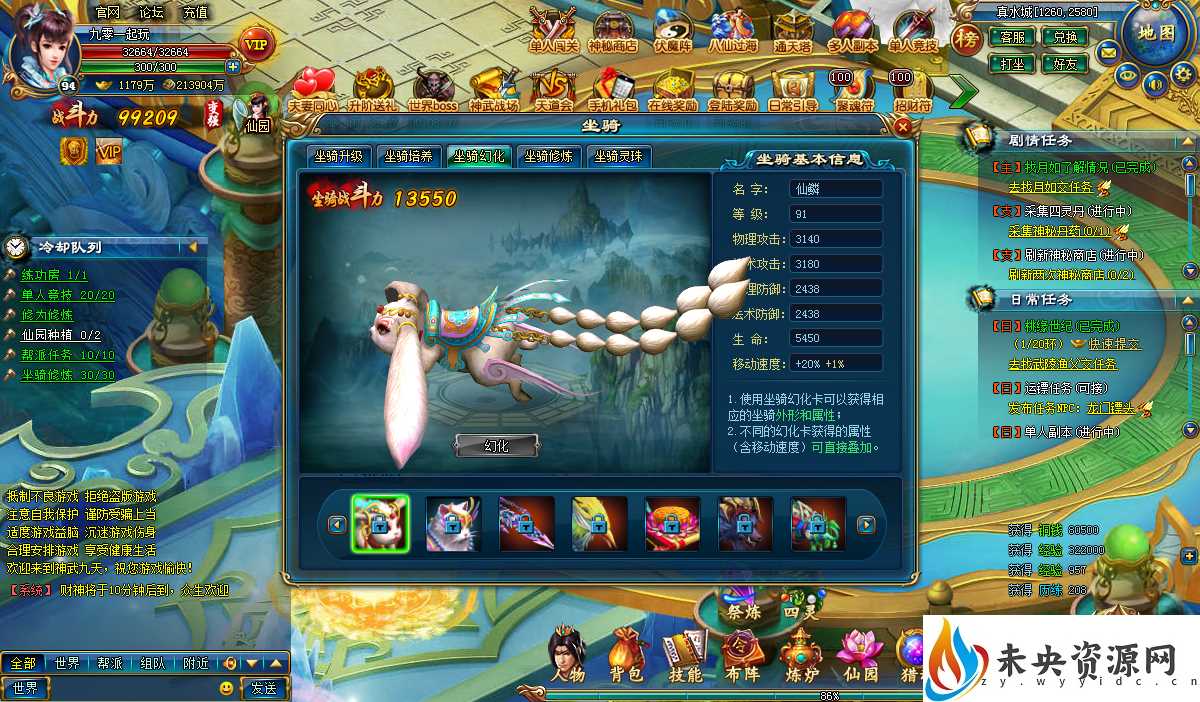 官网 论坛 充值
九零一起玩
VIP
32664/32664
300/300
94
1179万 213904万
战斗力 99209
变强
仙园
VIP
单人闯关 神秘商店 伏魔阵 八仙过海 通天塔 多人副本 单人竞技
榜
真水城[1260,2580]
客服 兑换
打坐 好友
地图
100 100
夫妻同心 升阶送礼 世界boss 神武战场 天道会 手机礼包 在线奖励 登陆奖励 日常引导 聚魂符 招财符
坐骑
坐骑升级 坐骑培养 坐骑幻化 坐骑修炼 坐骑灵珠
坐骑战斗力 13550
坐骑基本信息
名 字： 仙麟
等 级： 91
物理攻击： 3140
术攻击： 3180
理防御： 2438
法术防御： 2438
生 命： 5450
移动速度： +20% +1%
1.使用坐骑幻化卡可以获得相
应的坐骑外形和属性；
2.不同的幻化卡获得的属性
（含移动速度）可直接叠加。
幻化
冷却队列
练功房 1/1
单人竞技 20/20
修为修炼
仙园种植 0/2
帮派任务 10/10
坐骑修炼 30/30
剧情任务
【主】找月如了解情况(已完成)
去找月如交任务
【支】采集四灵丹(进行中)
采集神秘丹药(0/1)
【支】刷新神秘商店(进行中)
刷新两次神秘商店(0/2)
日常任务
【日】桃缘世纪(已完成)
（1/20环） 快速提交
去找武陵渔义交任务
【日】运镖任务(可接)
发布任务NPC：龙门镖头
【日】单人副本(进行中)
抵制不良游戏 拒绝盗版游戏
注意自我保护 谨防受骗上当
适度游戏益脑 沉迷游戏伤身
合理安排游戏 享受健康生活
欢迎来到神武九天，祝您游戏愉快！
【系统】 财神将于10分钟后到，众生欢迎
获得 铜钱 80500
获得 经验 322000
获得 经验 957
获得 历练 208
全部 世界 帮派 组队 附近
世界 发送
祭炼 四灵
人物 背包 技能 布阵 炼炉 仙园 猎
86%
未央资源网
zy.wyyidc.cn